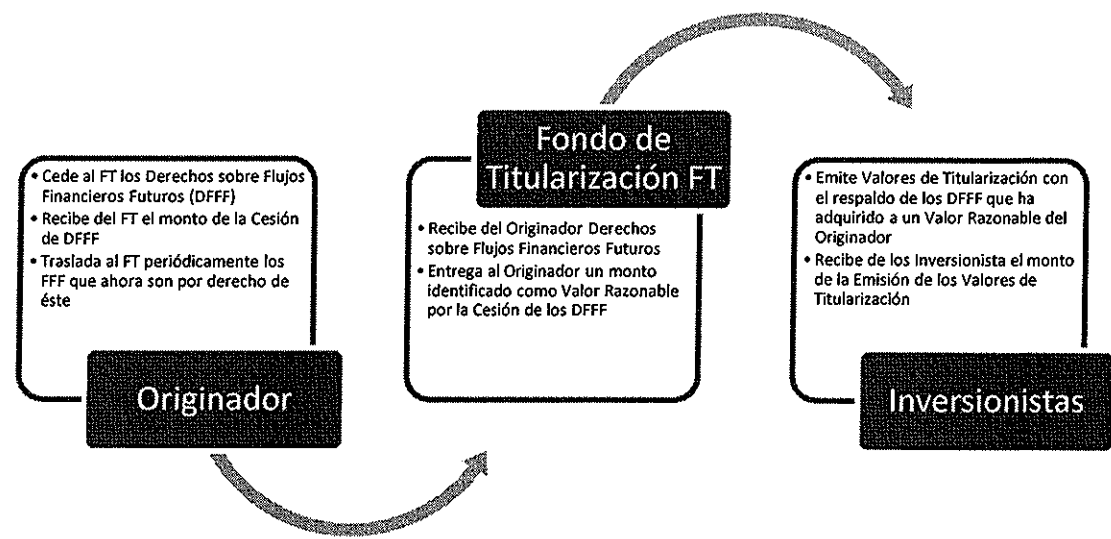 • Cede al FT los Derechos sobre Flujos
Financieros Futuros (DFFF)
• Recibe del FT el monto de la Cesión
de DFFF
• Traslada al FT periódicamente los
FFF que ahora son por derecho de
éste
Originador
Fondo de
Titularización FT
• Recibe del Originador Derechos
sobre Flujos Financieros Futuros
• Entrega al Originador un monto
identificado como Valor Razonable
por la Cesión de los DFFF
• Emite Valores de Titularización con
el respaldo de los DFFF que ha
adquirido a un Valor Razonable del
Originador
• Recibe de los Inversionista el monto
de la Emisión de los Valores de
Titularización
Inversionistas